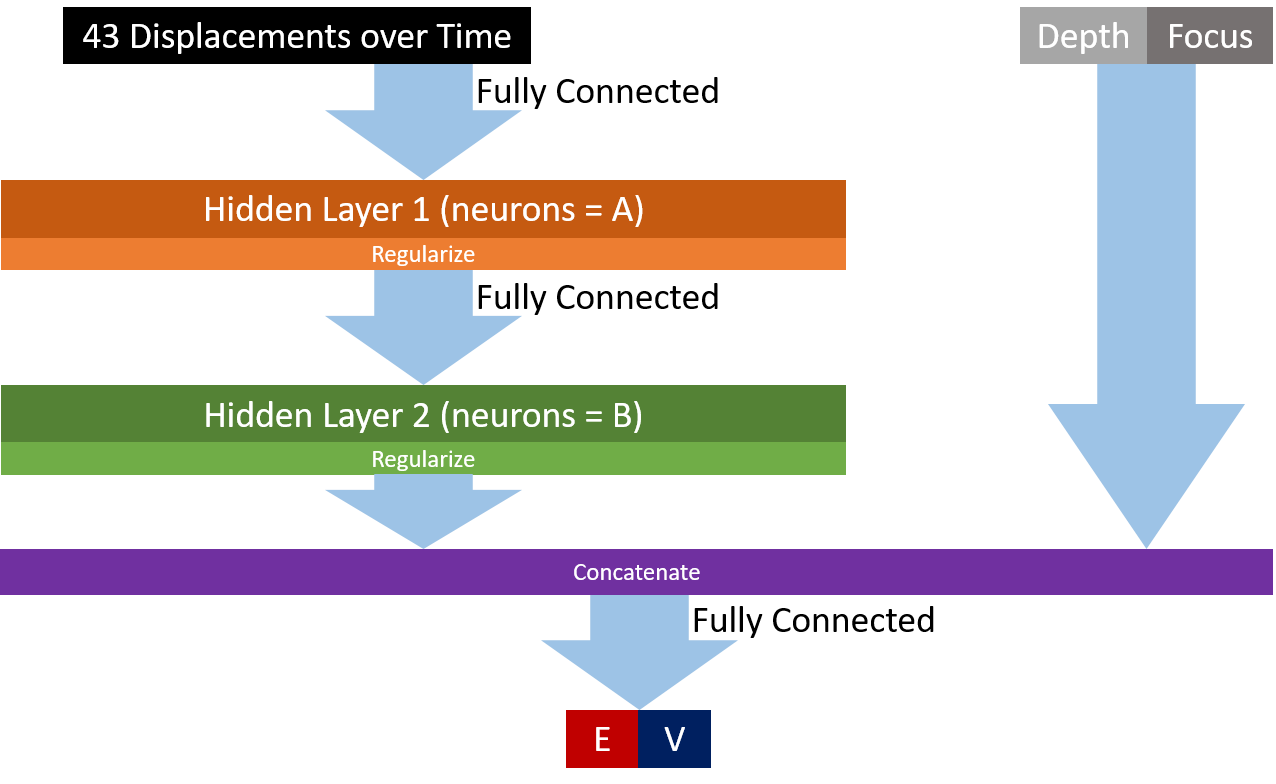 43 Displacements over Time
Depth Focus
Fully Connected
Hidden Layer 1 (neurons = A)
Regularize
Fully Connected
Hidden Layer 2 (neurons = B)
Regularize
Concatenate
Fully Connected
E V